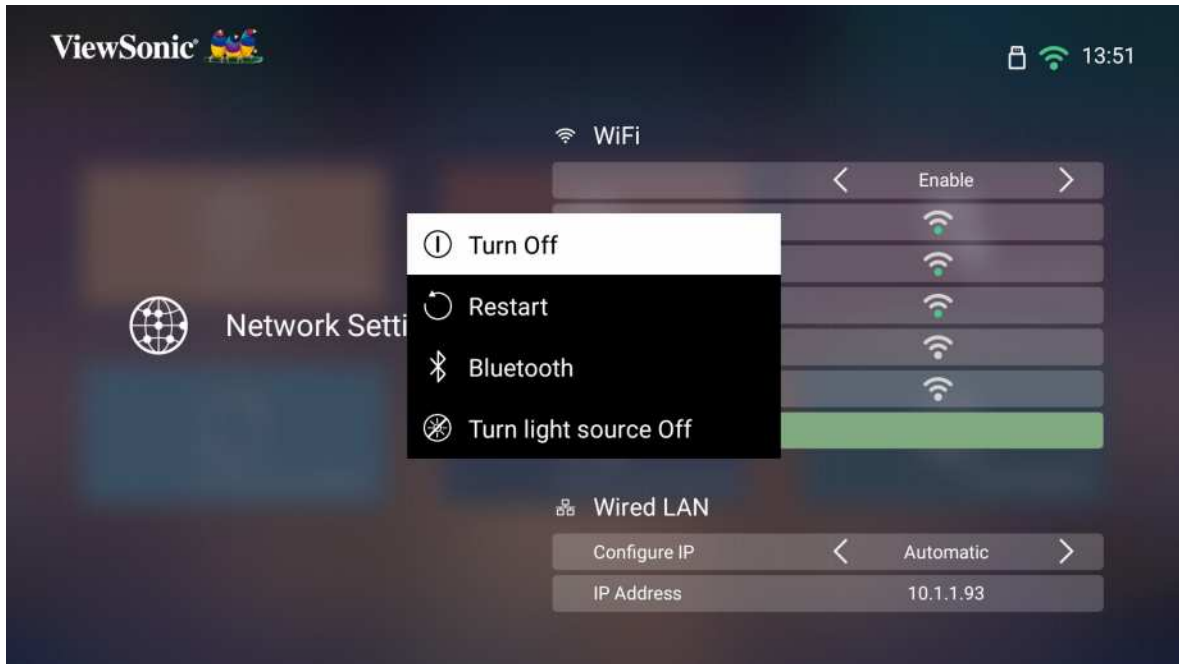 ViewSonic
13:51
WiFi
Enable
Turn Off
Restart
Network Setti
Bluetooth
Turn light source Off
Wired LAN
Configure IP
Automatic
IP Address
10.1.1.93